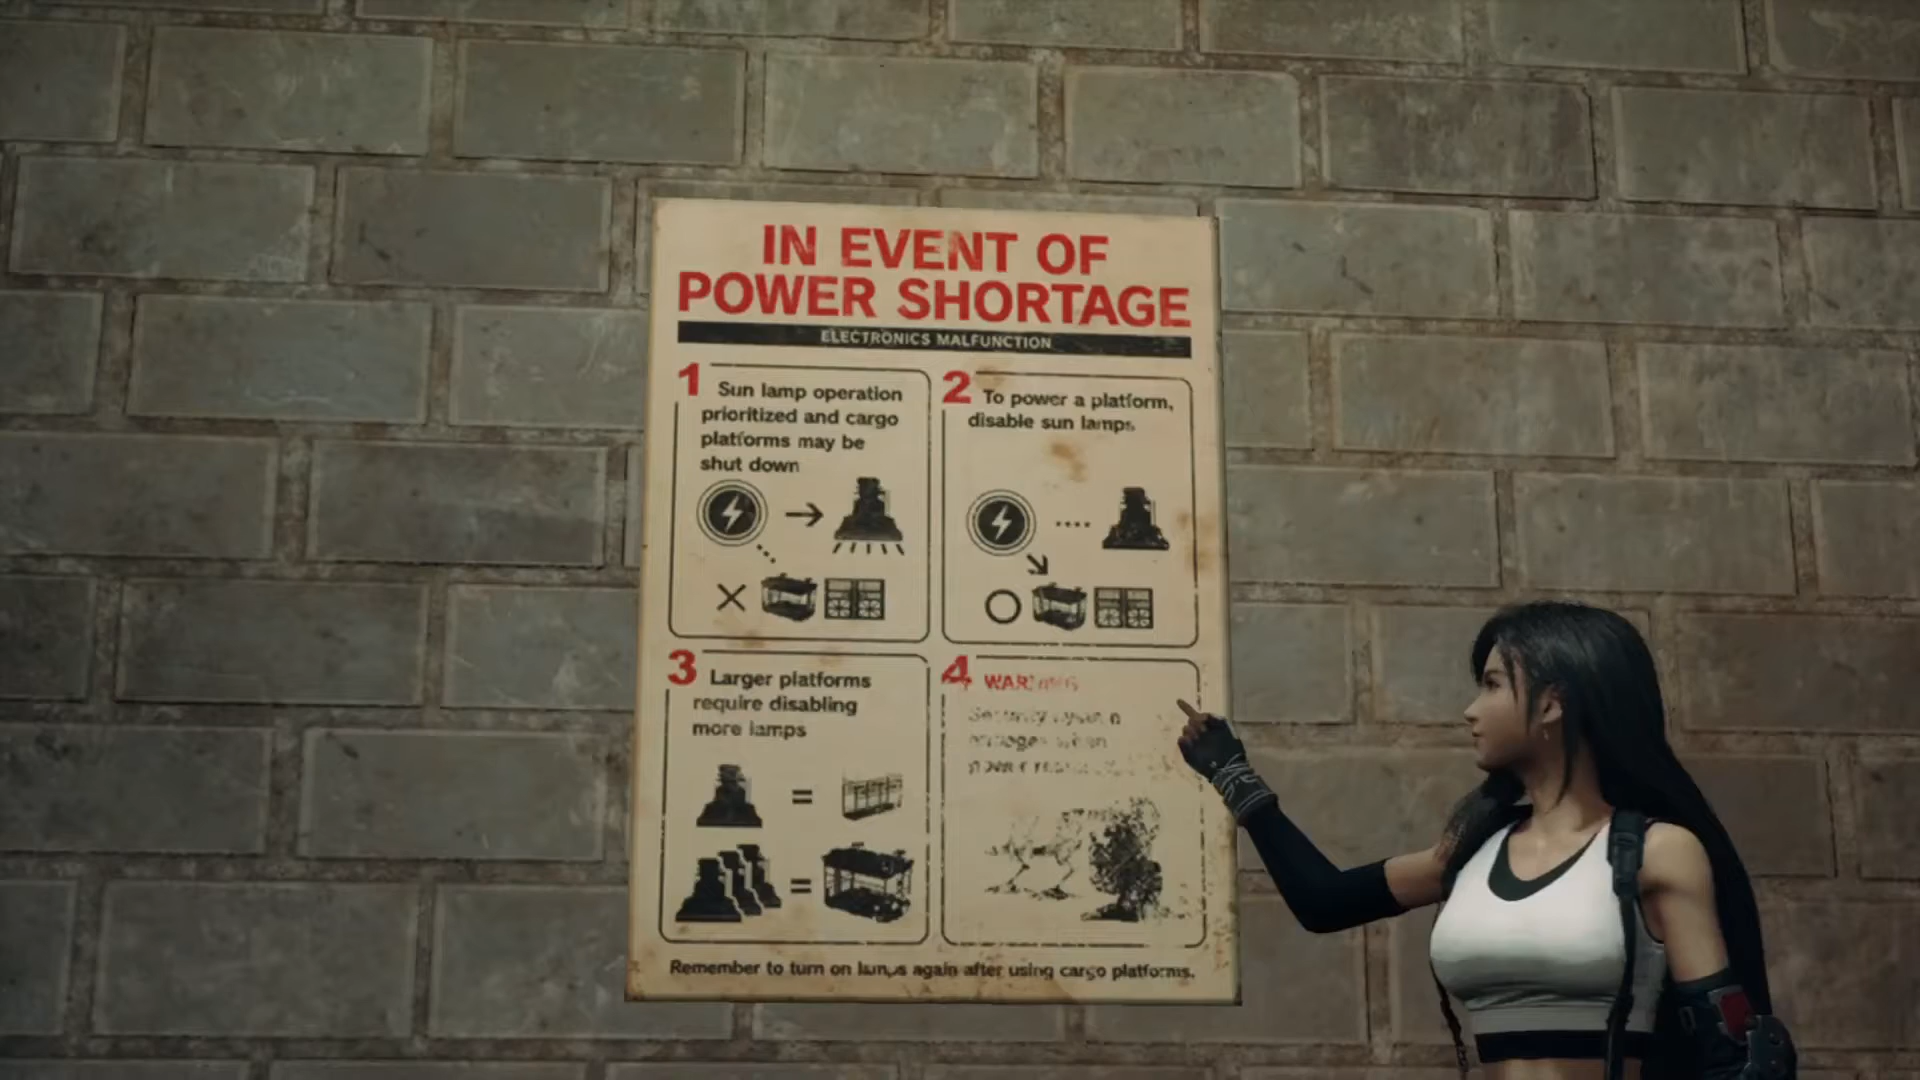 IN EVENT OF
POWER SHORTAGE
ELECTRONICS MALFUNCTION
1 Sun lamp operation
prioritized and cargo
platforms may be
shut down
2 To power a platform,
disable sun lamps
3 Larger platforms
require disabling
more lamps
=
=
4 WARNING
Remember to turn on lamps again after using cargo platforms.